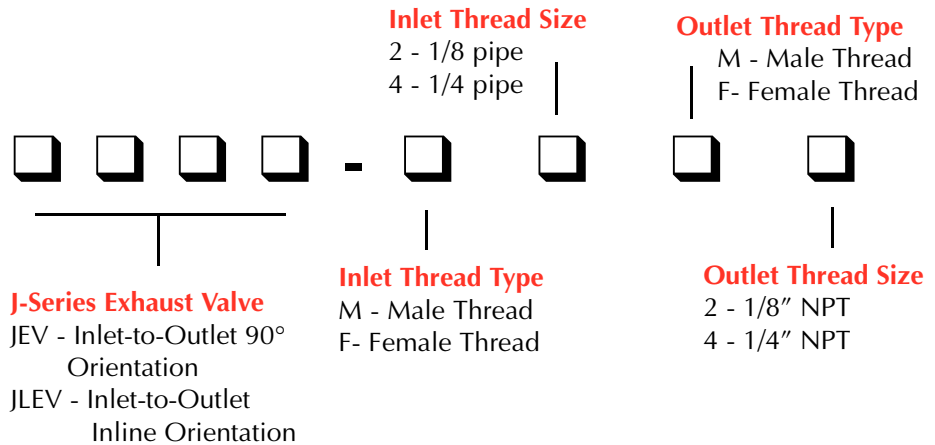 Inlet Thread Size
2 - 1/8 pipe
4 - 1/4 pipe
Outlet Thread Type
M - Male Thread
F- Female Thread
-
J-Series Exhaust Valve
JEV - Inlet-to-Outlet 90°
Orientation
JLEV - Inlet-to-Outlet
Inline Orientation
Inlet Thread Type
M - Male Thread
F- Female Thread
Outlet Thread Size
2 - 1/8″ NPT
4 - 1/4″ NPT